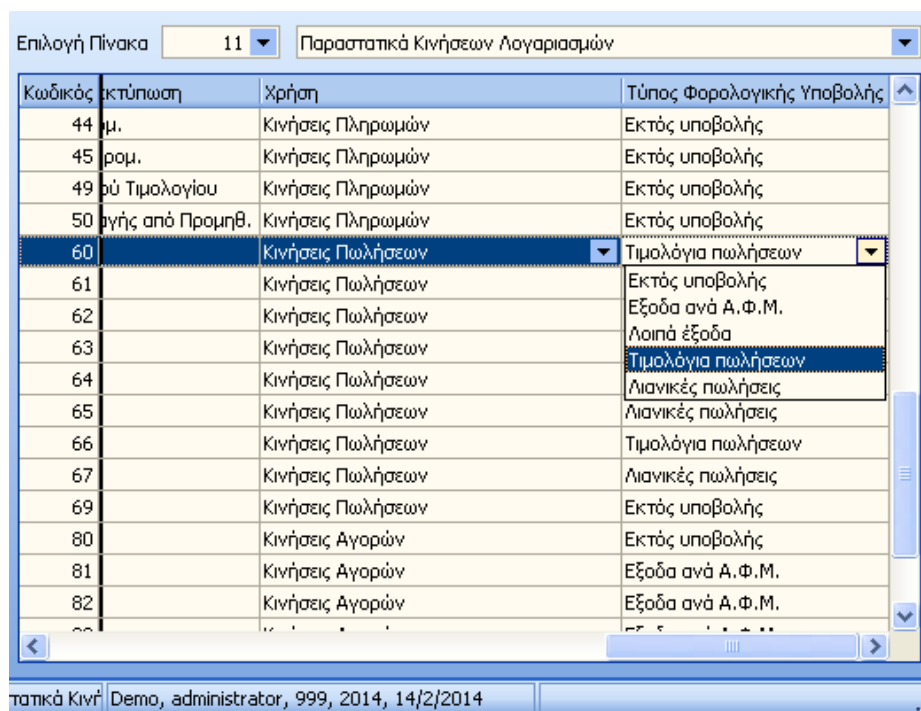 Επιλογή Πίνακα 11 Παραστατικά Κινήσεων Λογαριασμών
Κωδικός κτύπωση Χρήση Τύπος Φορολογικής Υποβολής
44 μ. Κινήσεις Πληρωμών Εκτός υποβολής
45 ρομ. Κινήσεις Πληρωμών Εκτός υποβολής
49 ού Τιμολογίου Κινήσεις Πληρωμών Εκτός υποβολής
50 γής από Προμηθ. Κινήσεις Πληρωμών Εκτός υποβολής
60 Κινήσεις Πωλήσεων Τιμολόγια πωλήσεων
61 Κινήσεις Πωλήσεων Εκτός υποβολής
62 Κινήσεις Πωλήσεων Εξοδα ανά Α.Φ.Μ.
63 Κινήσεις Πωλήσεων Λοιπά έξοδα
64 Κινήσεις Πωλήσεων Τιμολόγια πωλήσεων
Λιανικές πωλήσεις
65 Κινήσεις Πωλήσεων Λιανικές πωλήσεις
66 Κινήσεις Πωλήσεων Τιμολόγια πωλήσεων
67 Κινήσεις Πωλήσεων Λιανικές πωλήσεις
69 Κινήσεις Πωλήσεων Εκτός υποβολής
80 Κινήσεις Αγορών Εκτός υποβολής
81 Κινήσεις Αγορών Εξοδα ανά Α.Φ.Μ.
82 Κινήσεις Αγορών Εξοδα ανά Α.Φ.Μ.
τατικά Κινή Demo, administrator, 999, 2014, 14/2/2014